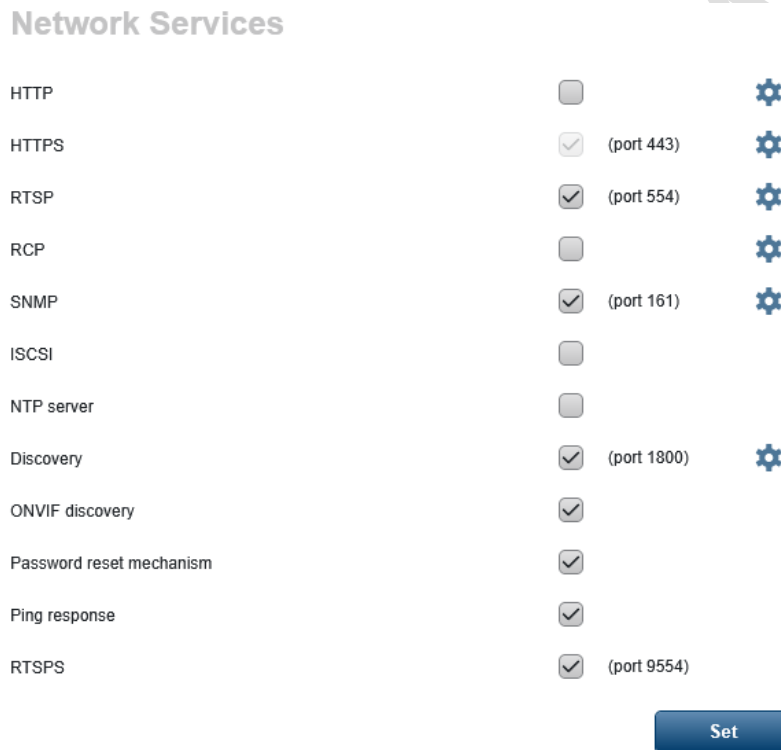 Network Services
HTTP
HTTPS (port 443)
RTSP (port 554)
RCP
SNMP (port 161)
ISCSI
NTP server
Discovery (port 1800)
ONVIF discovery
Password reset mechanism
Ping response
RTSPS (port 9554)
Set